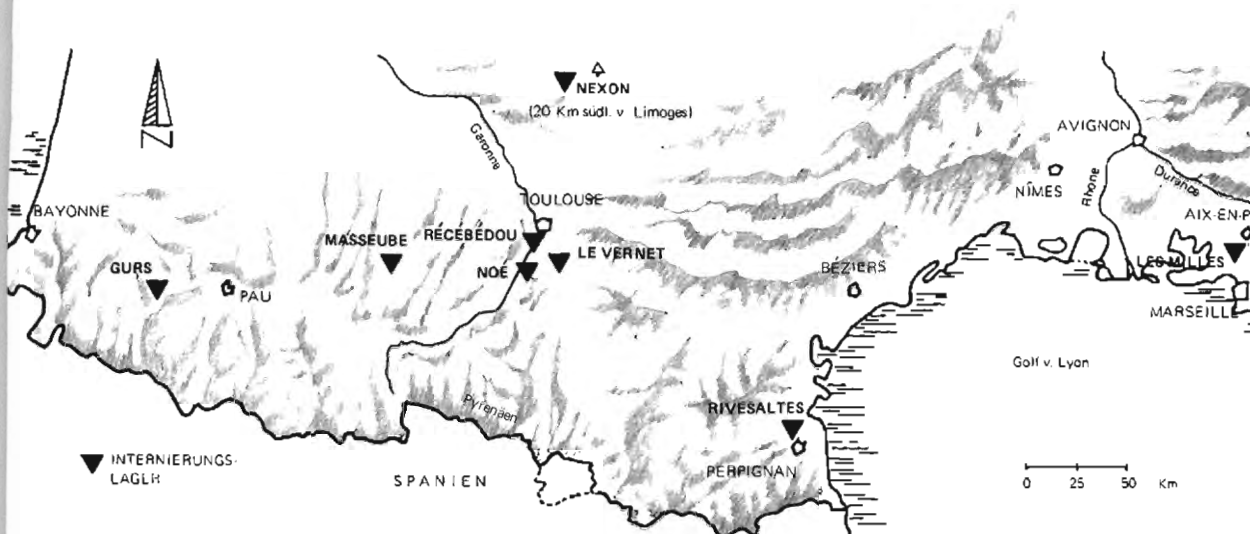 NEXON
(20 Km südl. v Limoges)
N
Garonne
AVIGNON
NÎMES
Rhone
Durance
AIX-EN-P
BAYONNE
TOULOUSE
MASSEUBE
RÉCÉBÉDOU
NOÉ
LE VERNET
GURS
PAU
BÉZIERS
LES MILLES
MARSEILLE
Golf v. Lyon
Pyrenäen
RIVESALTES
PERPIGNAN
INTERNIERUNGS-
LAGER
SPANIEN
0 25 50 Km